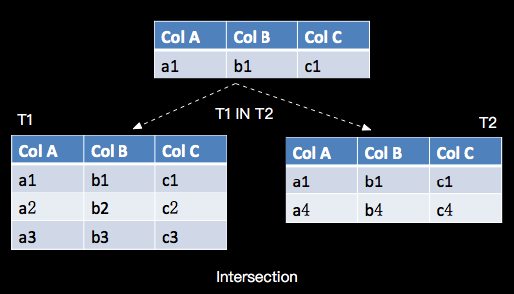 Col A Col B Col C
a1 b1 c1
T1 IN T2
T1
Col A Col B Col C
a1 b1 c1
a2 b2 c2
a3 b3 c3
T2
Col A Col B Col C
a1 b1 c1
a4 b4 c4
Intersection